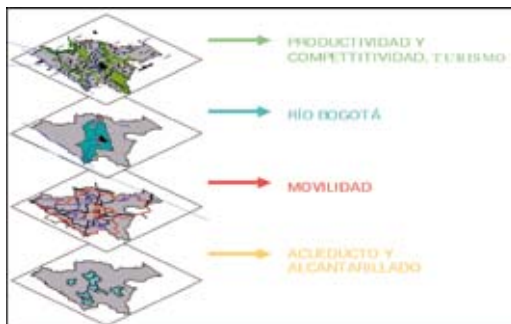 PRODUCTIVIDAD Y
COMPETITIVIDAD, TURISMO
RÍO BOGOTÁ
MOVILIDAD
ACUEDUCTO Y
ALCANTARILLADO